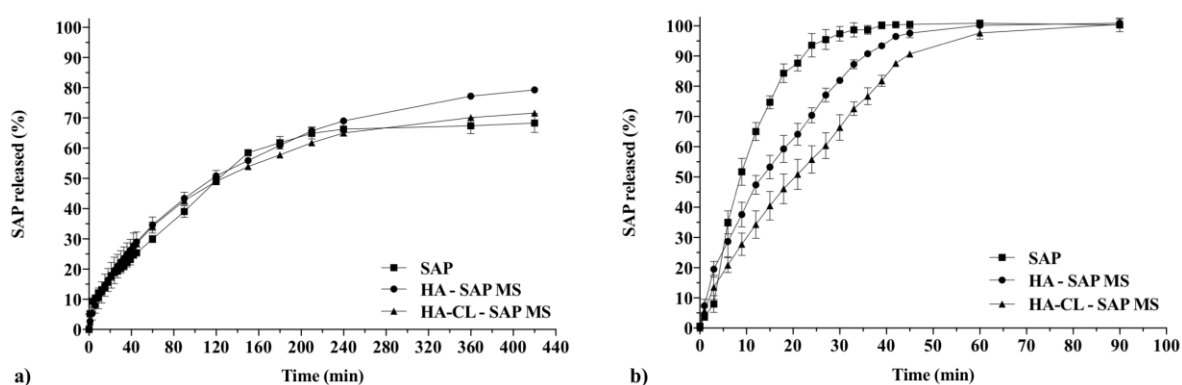 SAP released (%)
100
90
80
70
60
50
40
30
20
10
0
SAP
HA - SAP MS
HA-CL - SAP MS
0 40 80 120 160 200 240 280 320 360 400 440
Time (min)
a)
SAP released (%)
100
90
80
70
60
50
40
30
20
10
0
SAP
HA - SAP MS
HA-CL - SAP MS
0 10 20 30 40 50 60 70 80 90 100
Time (min)
b)